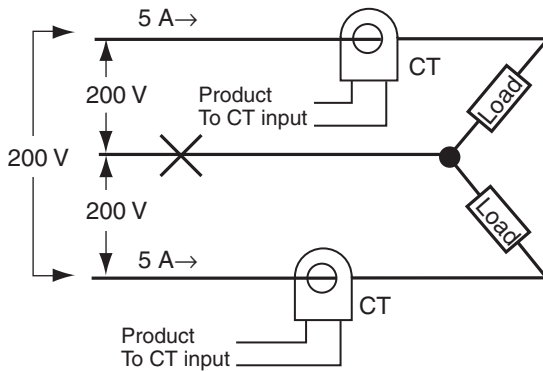 5 A→
CT
200 V
Product
To CT input
Load
200 V
200 V
Load
5 A→
CT
Product
To CT input